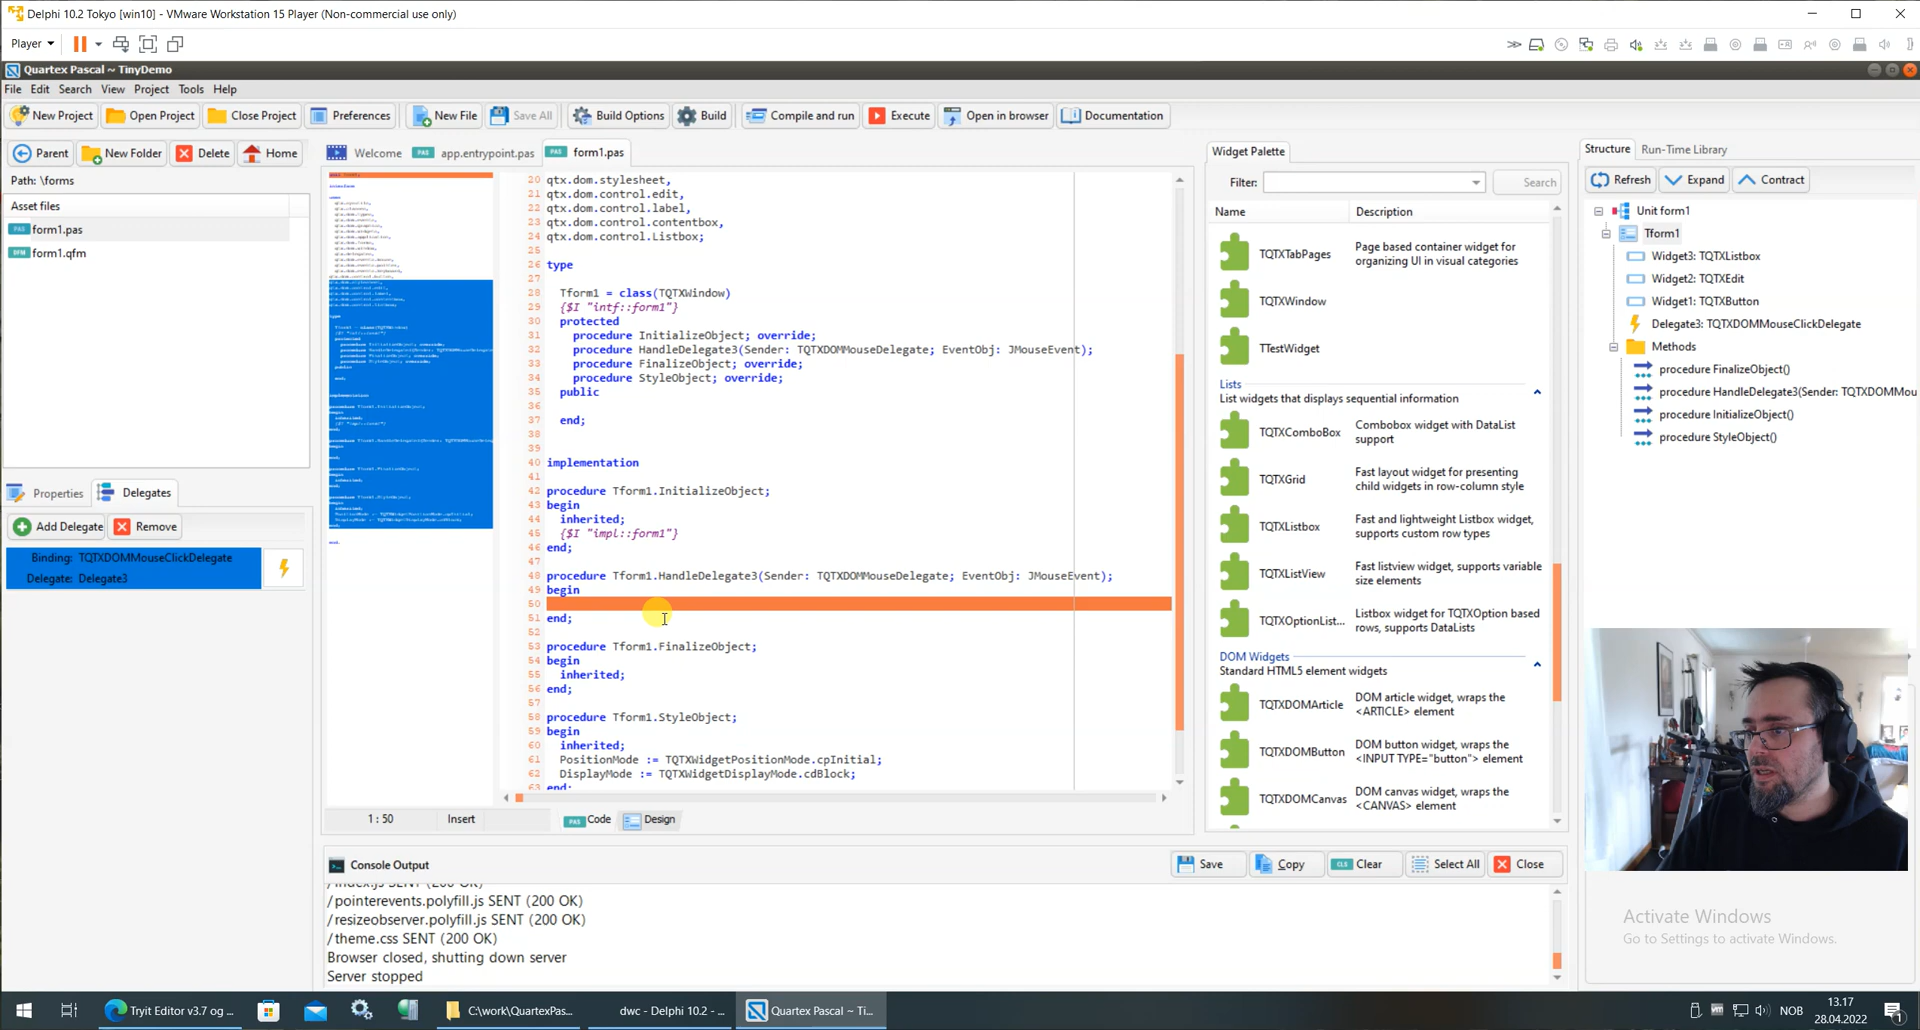 Delphi 10.2 Tokyo [win10] - VMware Workstation 15 Player (Non-commercial use only)
Player
Quartex Pascal ~ TinyDemo
File Edit Search View Project Tools Help
New Project Open Project Close Project Preferences New File Save All Build Options Build Compile and run Execute Open in browser Documentation
Parent New Folder Delete Home
Path: \forms
Asset files
form1.pas
form1.qfm
Properties Delegates
Add Delegate Remove
Binding: TQTXDOMMouseClickDelegate
Delegate: Delegate3
Welcome app.entrypoint.pas form1.pas
20 qtx.dom.stylesheet,
21 qtx.dom.control.edit,
22 qtx.dom.control.label,
23 qtx.dom.control.contentbox,
24 qtx.dom.control.Listbox;
25
26 type
27
28 Tform1 = class(TQTXWindow)
29 {$I "intf::form1"}
30 protected
31 procedure InitializeObject; override;
32 procedure HandleDelegate3(Sender: TQTXDOMMouseDelegate; EventObj: JMouseEvent);
33 procedure FinalizeObject; override;
34 procedure StyleObject; override;
35 public
36
37 end;
38
39
40 implementation
41
42 procedure Tform1.InitializeObject;
43 begin
44 inherited;
45 {$I "impl::form1"}
46 end;
47
48 procedure Tform1.HandleDelegate3(Sender: TQTXDOMMouseDelegate; EventObj: JMouseEvent);
49 begin
50
51 end;
52
53 procedure Tform1.FinalizeObject;
54 begin
55 inherited;
56 end;
57
58 procedure Tform1.StyleObject;
59 begin
60 inherited;
61 PositionMode := TQTXWidgetPositionMode.cpInitial;
62 DisplayMode := TQTXWidgetDisplayMode.cdBlock;
63 end;
1 : 50 Insert Code Design
Widget Palette
Filter: Search
Name Description
TQTXTabPages Page based container widget for organizing UI in visual categories
TQTXWindow
TTestWidget
Lists
List widgets that displays sequential information
TQTXComboBox Combobox widget with DataList support
TQTXGrid Fast layout widget for presenting child widgets in row-column style
TQTXListbox Fast and lightweight Listbox widget, supports custom row types
TQTXListView Fast listview widget, supports variable size elements
TQTXOptionList... Listbox widget for TQTXOption based rows, supports DataLists
DOM Widgets
Standard HTML5 element widgets
TQTXDOMArticle DOM article widget, wraps the <ARTICLE> element
TQTXDOMButton DOM button widget, wraps the <INPUT TYPE="button"> element
TQTXDOMCanvas DOM canvas widget, wraps the <CANVAS> element
Structure Run-Time Library
Refresh Expand Contract
Unit form1
Tform1
Widget3: TQTXListbox
Widget2: TQTXEdit
Widget1: TQTXButton
Delegate3: TQTXDOMMouseClickDelegate
Methods
procedure FinalizeObject()
procedure HandleDelegate3(Sender: TQTXDOMMou
procedure InitializeObject()
procedure StyleObject()
Console Output Save Copy Clear Select All Close
/index.js SENT (200 OK)
/pointerevents.polyfill.js SENT (200 OK)
/resizeobserver.polyfill.js SENT (200 OK)
/theme.css SENT (200 OK)
Browser closed, shutting down server
Server stopped
Activate Windows
Go to Settings to activate Windows.
Tryit Editor v3.7 og ... C:\work\QuartexPas... dwc - Delphi 10.2 - ... Quartex Pascal ~ Ti...
NOB
13.17
28.04.2022